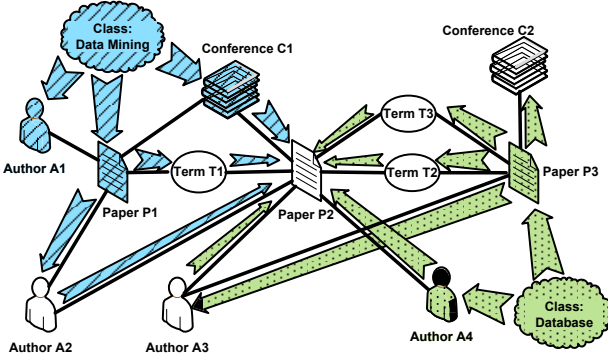 Class:
Data Mining
Conference C1
Conference C2
Term T3
Author A1
Term T1
Term T2
Paper P3
Paper P1
Paper P2
Class:
Database
Author A2
Author A3
Author A4